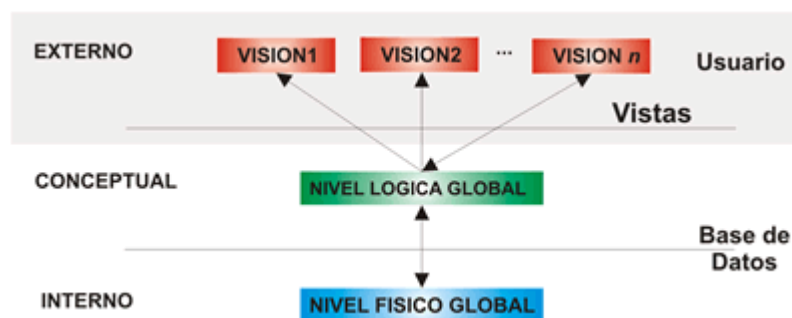 EXTERNO
VISION1
VISION2
...
VISION n
Usuario
Vistas
CONCEPTUAL
NIVEL LOGICA GLOBAL
Base de
Datos
INTERNO
NIVEL FISICO GLOBAL